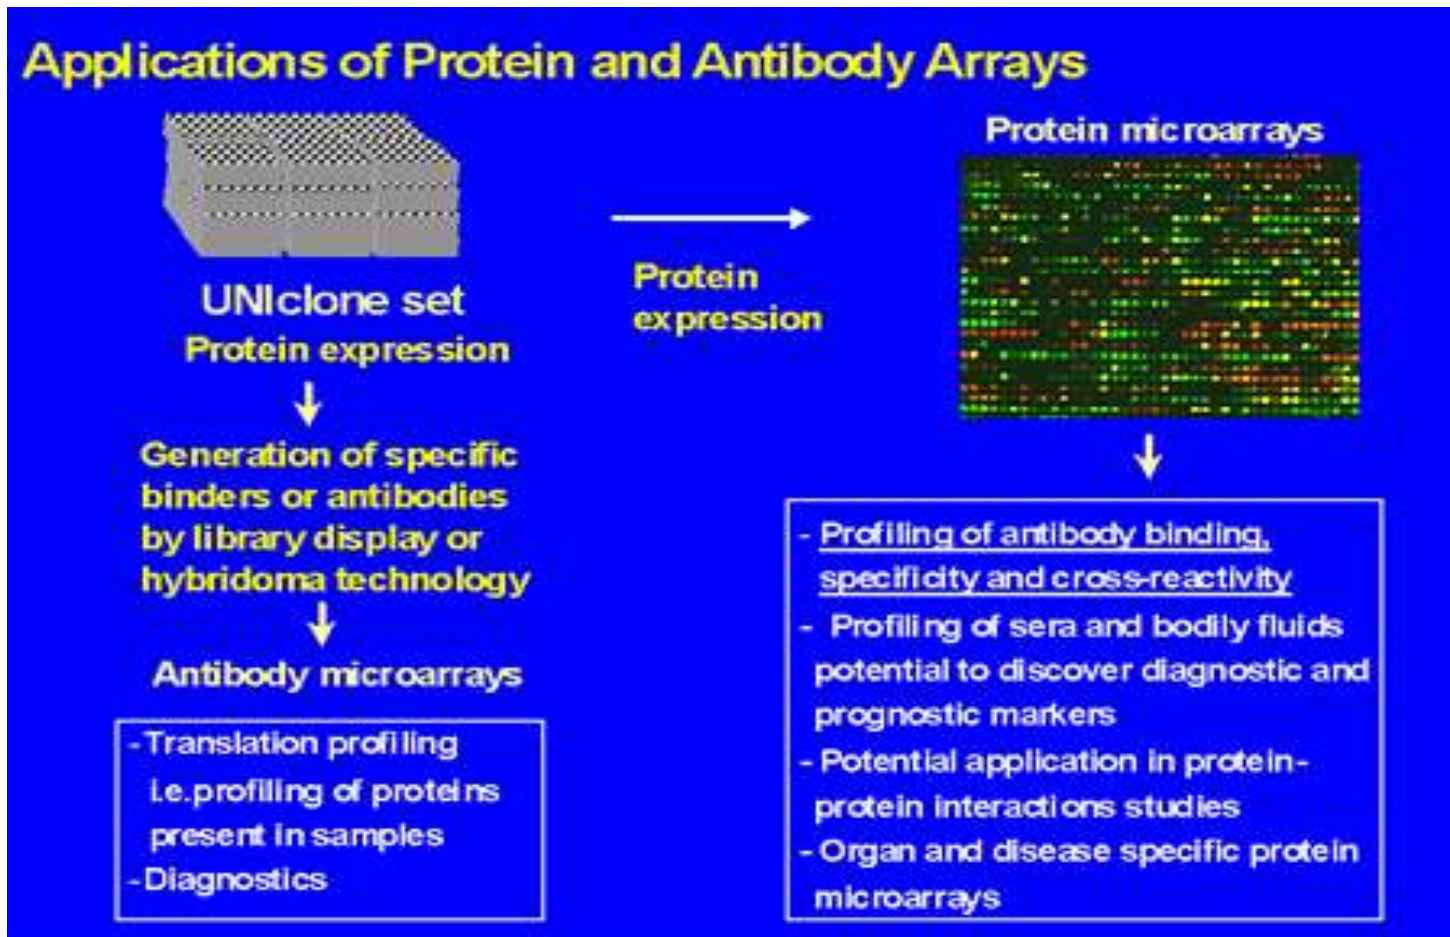 Applications of Protein and Antibody Arrays
UNIclone set
Protein expression
Generation of specific
binders or antibodies
by library display or
hybridoma technology
Antibody microarrays
-Translation profiling
i.e.profiling of proteins
present in samples
-Diagnostics
Protein
expression
Protein microarrays
- Profiling of antibody binding,
specificity and cross-reactivity
- Profiling of sera and bodily fluids
potential to discover diagnostic and
prognostic markers
- Potential application in protein-
protein interactions studies
- Organ and disease specific protein
microarrays